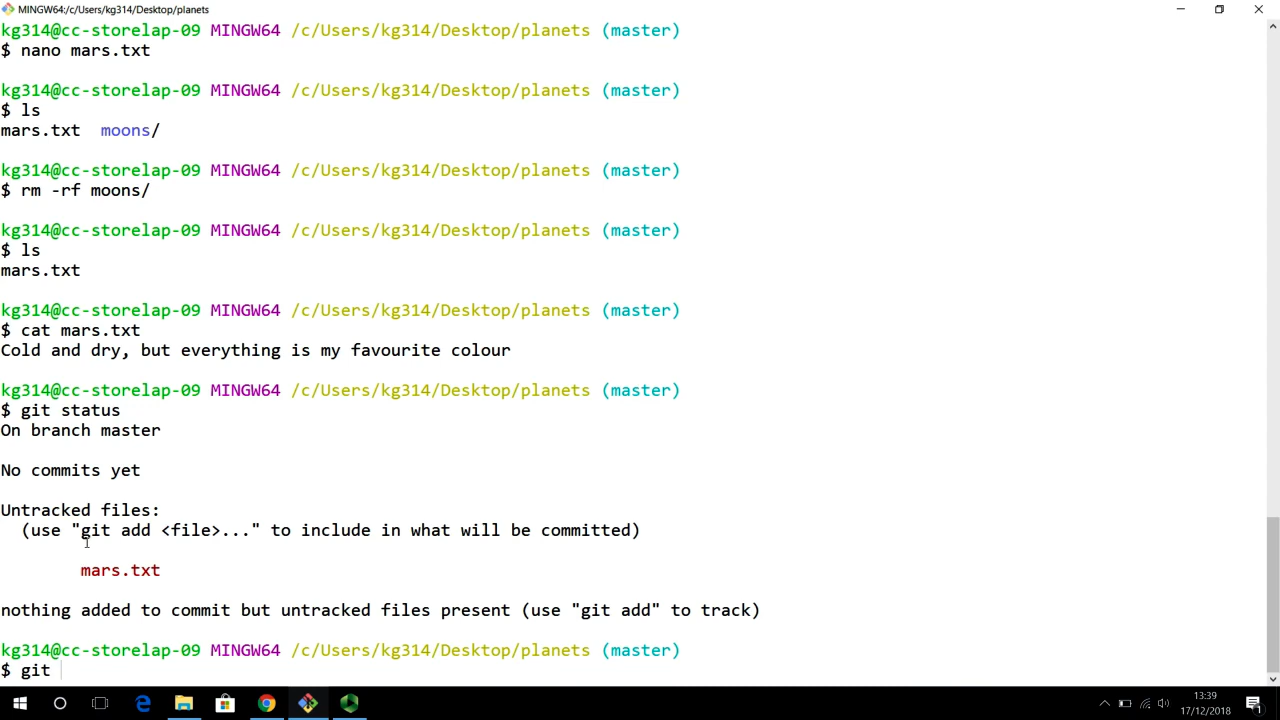 MINGW64:/c/Users/kg314/Desktop/planets
kg314@cc-storelap-09 MINGW64 /c/Users/kg314/Desktop/planets (master)
$ nano mars.txt
kg314@cc-storelap-09 MINGW64 /c/Users/kg314/Desktop/planets (master)
$ ls
mars.txt  moons/
kg314@cc-storelap-09 MINGW64 /c/Users/kg314/Desktop/planets (master)
$ rm -rf moons/
kg314@cc-storelap-09 MINGW64 /c/Users/kg314/Desktop/planets (master)
$ ls
mars.txt
kg314@cc-storelap-09 MINGW64 /c/Users/kg314/Desktop/planets (master)
$ cat mars.txt
Cold and dry, but everything is my favourite colour
kg314@cc-storelap-09 MINGW64 /c/Users/kg314/Desktop/planets (master)
$ git status
On branch master
No commits yet
Untracked files:
  (use "git add <file>..." to include in what will be committed)
        mars.txt
nothing added to commit but untracked files present (use "git add" to track)
kg314@cc-storelap-09 MINGW64 /c/Users/kg314/Desktop/planets (master)
$ git
13:39
17/12/2018
1